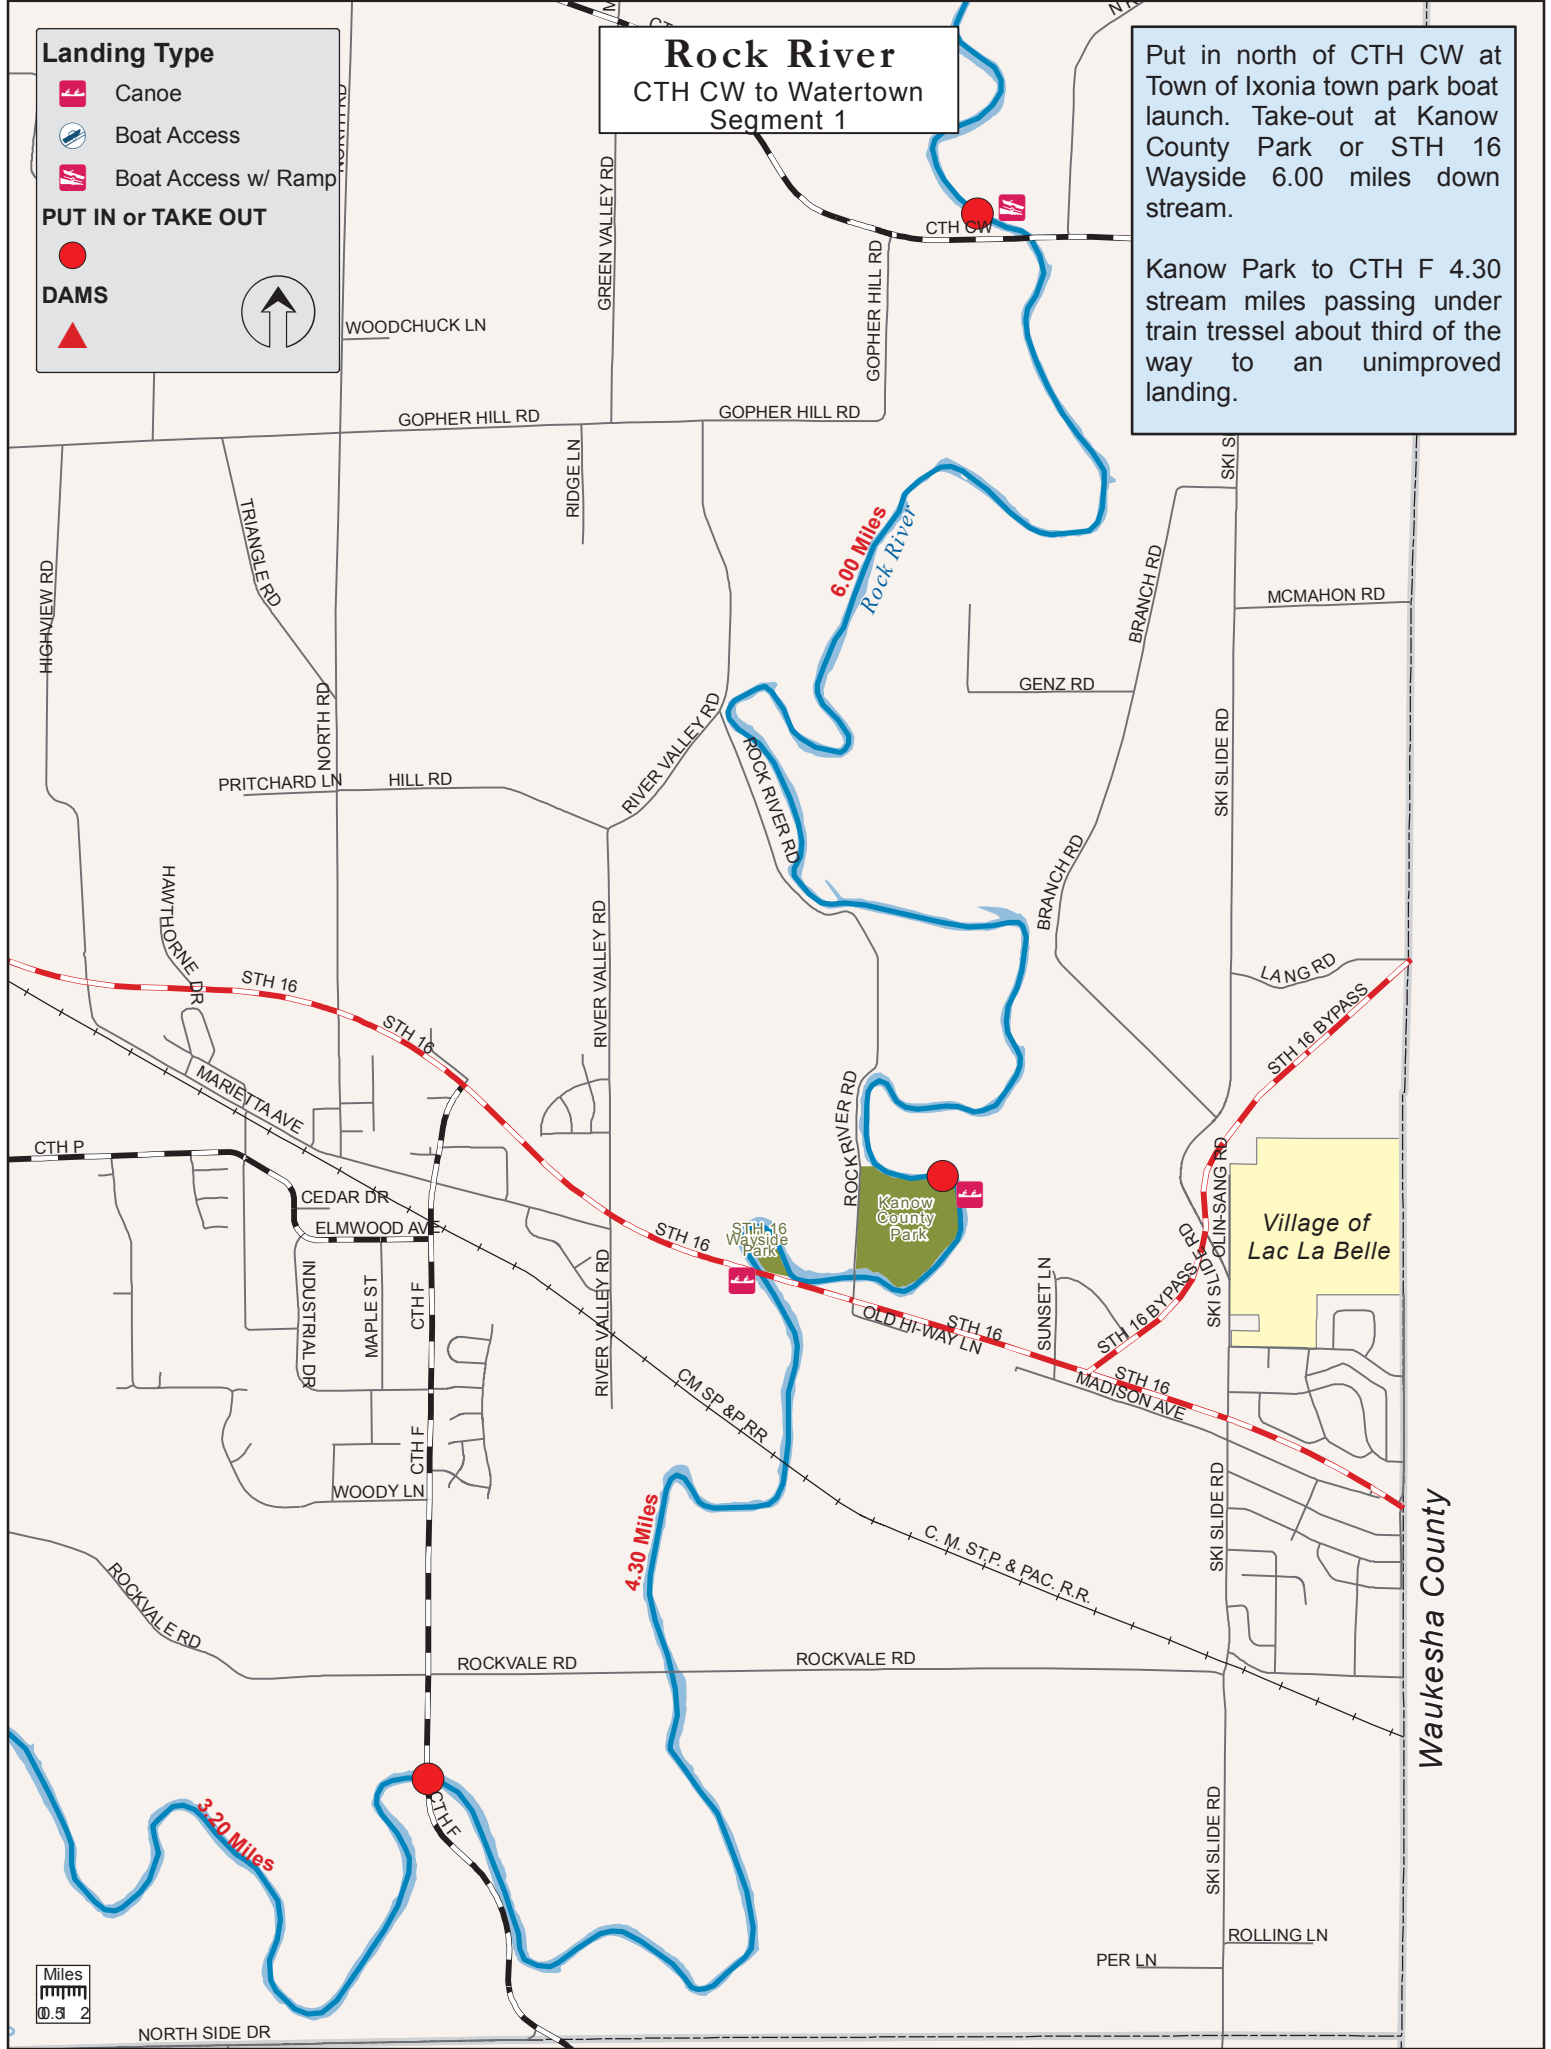 Landing Type
Canoe
Boat Access
Boat Access w/ Ramp
PUT IN or TAKE OUT
DAMS
Rock River
CTH CW to Watertown
Segment 1
Put in north of CTH CW at
Town of Ixonia town park boat
launch. Take-out at Kanow
County Park or STH 16
Wayside 6.00 miles down
stream.
Kanow Park to CTH F 4.30
stream miles passing under
train tressel about third of the
way to an unimproved
landing.
NORTH RD
GREEN VALLEY RD
CTH CW
GOPHER HILL RD
WOODCHUCK LN
GOPHER HILL RD
GOPHER HILL RD
RIDGE LN
TRIANGLE RD
HIGHVIEW RD
6.00 Miles
Rock River
BRANCH RD
MCMAHON RD
GENZ RD
NORTH RD
RIVER VALLEY RD
ROCK RIVER RD
SKI SLIDE RD
PRITCHARD LN
HILL RD
BRANCH RD
HAWTHORNE DR
RIVER VALLEY RD
STH 16
STH 16
LANG RD
STH 16 BYPASS
MARIETTA AVE
ROCK RIVER RD
CTH P
CEDAR DR
ELMWOOD AVE
STH 16
STH 16
Wayside
Park
Kanow
County
Park
OLIN-SANG RD
Village of
Lac La Belle
SKI SLIDE RD
STH 16 BYPASS
INDUSTRIAL DR
MAPLE ST
CTH F
RIVER VALLEY RD
SUNSET LN
OLD HI-WAY LN
STH 16
STH 16
MADISON AVE
CM SP &P RR
CTH F
WOODY LN
4.30 Miles
SKI SLIDE RD
C. M. ST.P. & PAC. R.R.
Waukesha County
ROCKVALE RD
ROCKVALE RD
ROCKVALE RD
CTH F
3.20 Miles
SKI SLIDE RD
ROLLING LN
PER LN
Miles
0 0.5 1 2
NORTH SIDE DR